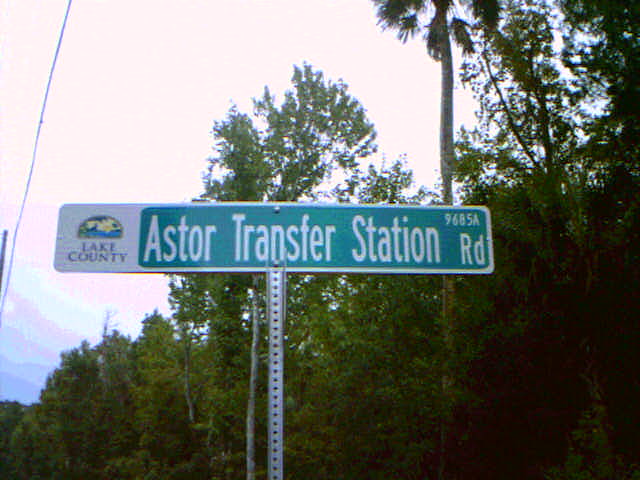 LAKE
COUNTY
Astor Transfer Station Rd
9685A